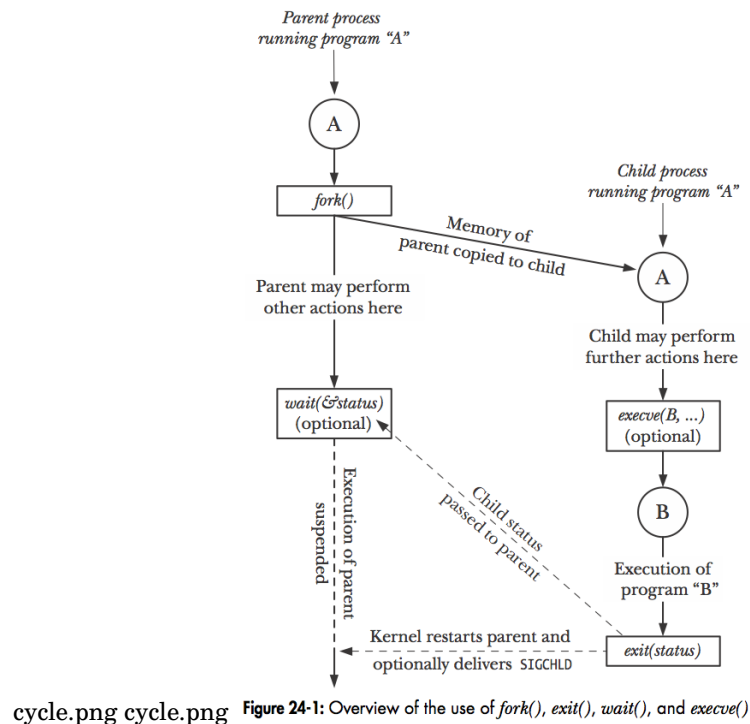 Parent process
running program “A”
A
fork()
Child process
running program “A”
Memory of
parent copied to child
A
Parent may perform
other actions here
Child may perform
further actions here
wait(&status)
(optional)
execve(B, ...)
(optional)
Execution of parent
suspended
Child status
passed to parent
B
Execution of
program “B”
Kernel restarts parent and
optionally delivers SIGCHLD
exit(status)
cycle.png cycle.png Figure 24-1: Overview of the use of fork(), exit(), wait(), and execve()